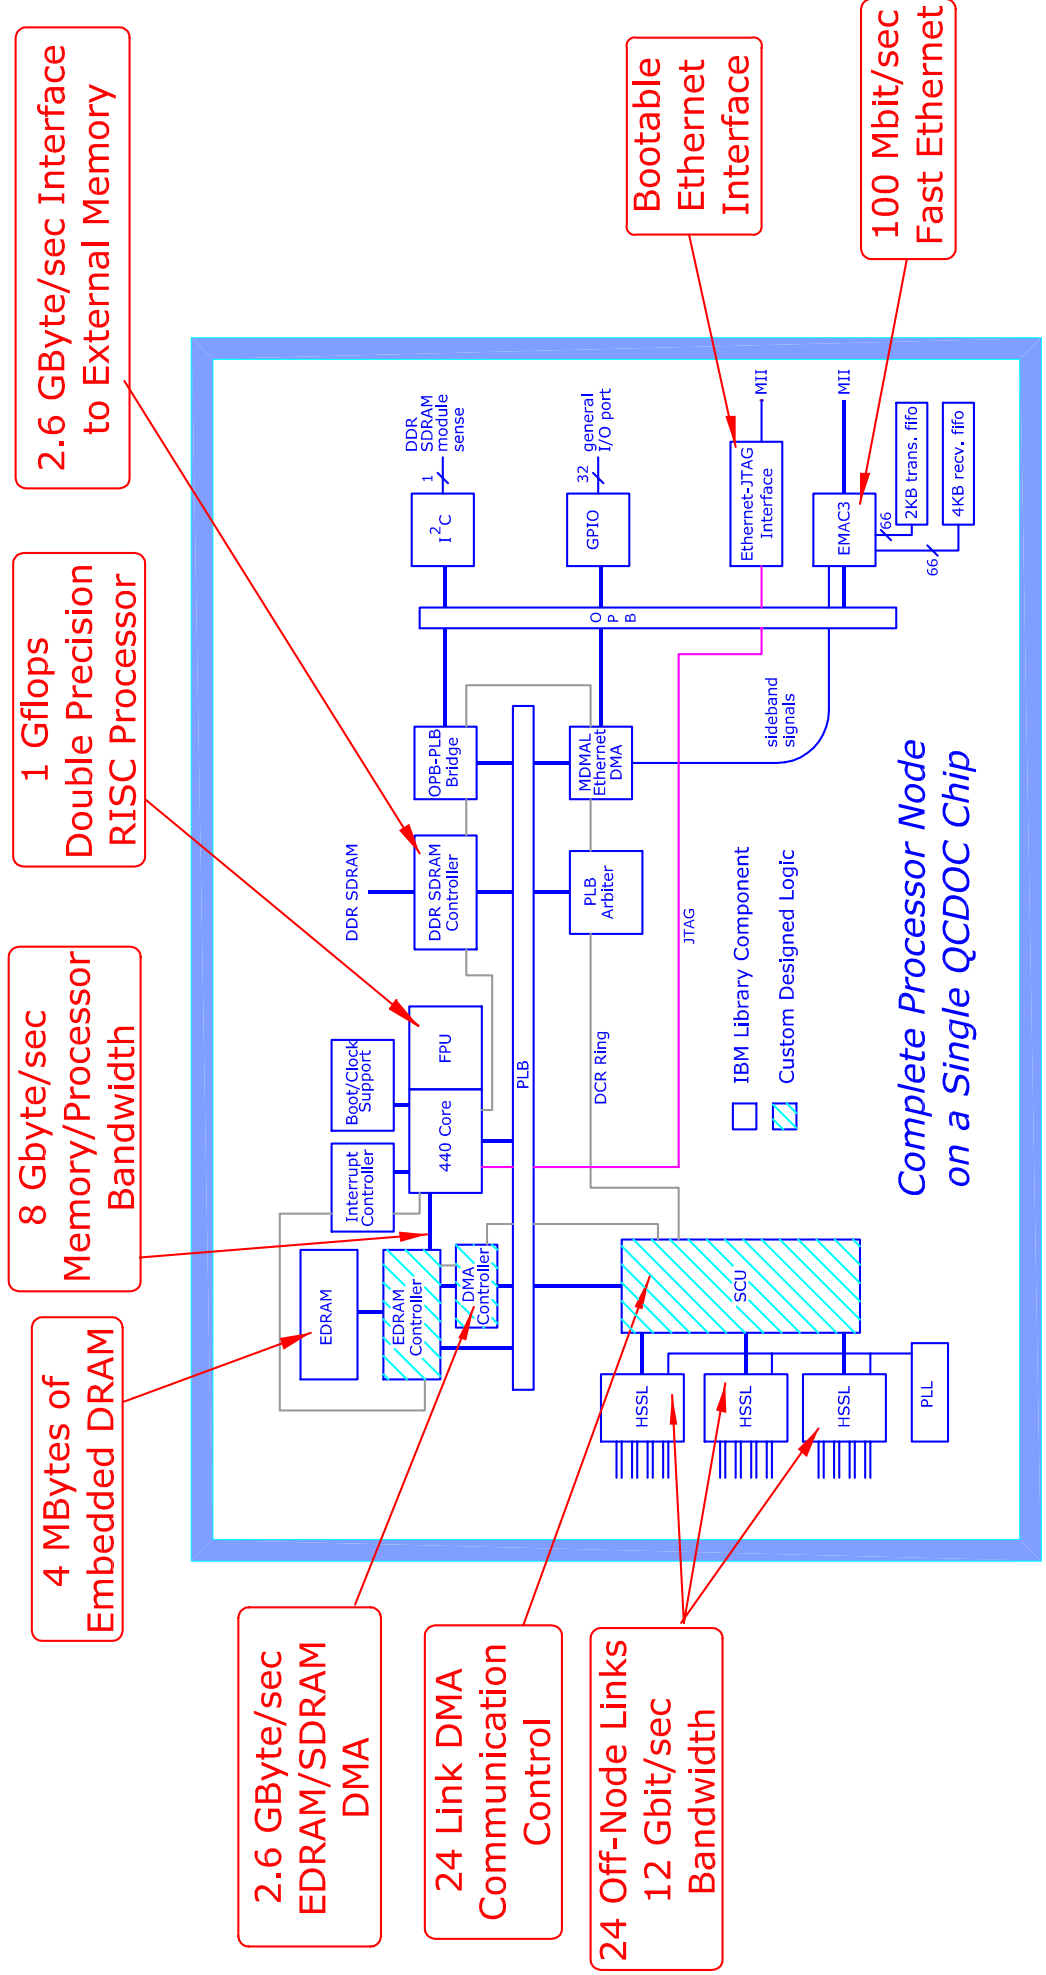 4 MBytes of
Embedded DRAM
8 Gbyte/sec
Memory/Processor
Bandwidth
1 Gflops
Double Precision
RISC Processor
2.6 GByte/sec Interface
to External Memory
2.6 GByte/sec
EDRAM/SDRAM
DMA
24 Link DMA
Communication
Control
24 Off-Node Links
12 Gbit/sec
Bandwidth
Bootable
Ethernet
Interface
100 Mbit/sec
Fast Ethernet
EDRAM
Interrupt
Controller
Boot/Clock
Support
DDR SDRAM
EDRAM
Controller
440 Core
FPU
DDR SDRAM
Controller
OPB-PLB
Bridge
I2C
1
DDR
SDRAM
module
sense
DMA
Controller
PLB
PLB
Arbiter
MDMAL
Ethernet
DMA
O
P
B
GPIO
32
general
I/O port
DCR Ring
JTAG
sideband
signals
Ethernet-JTAG
Interface
MII
EMAC3
MII
66
2KB trans. fifo
66
4KB recv. fifo
SCU
HSSL
HSSL
HSSL
PLL
IBM Library Component
Custom Designed Logic
Complete Processor Node
on a Single QCDOC Chip